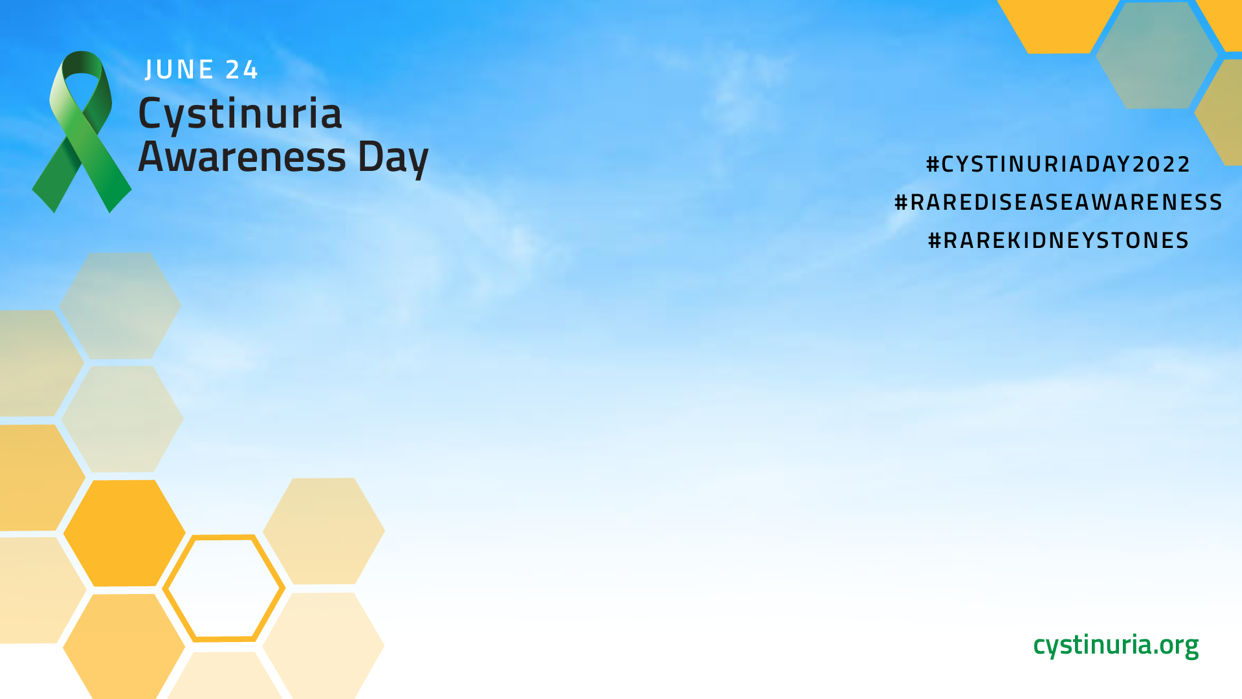 JUNE 24
Cystinuria
Awareness Day
#CYSTINURIADAY2022
#RAREDISEASEAWARENESS
#RAREKIDNEYSTONES
cystinuria.org